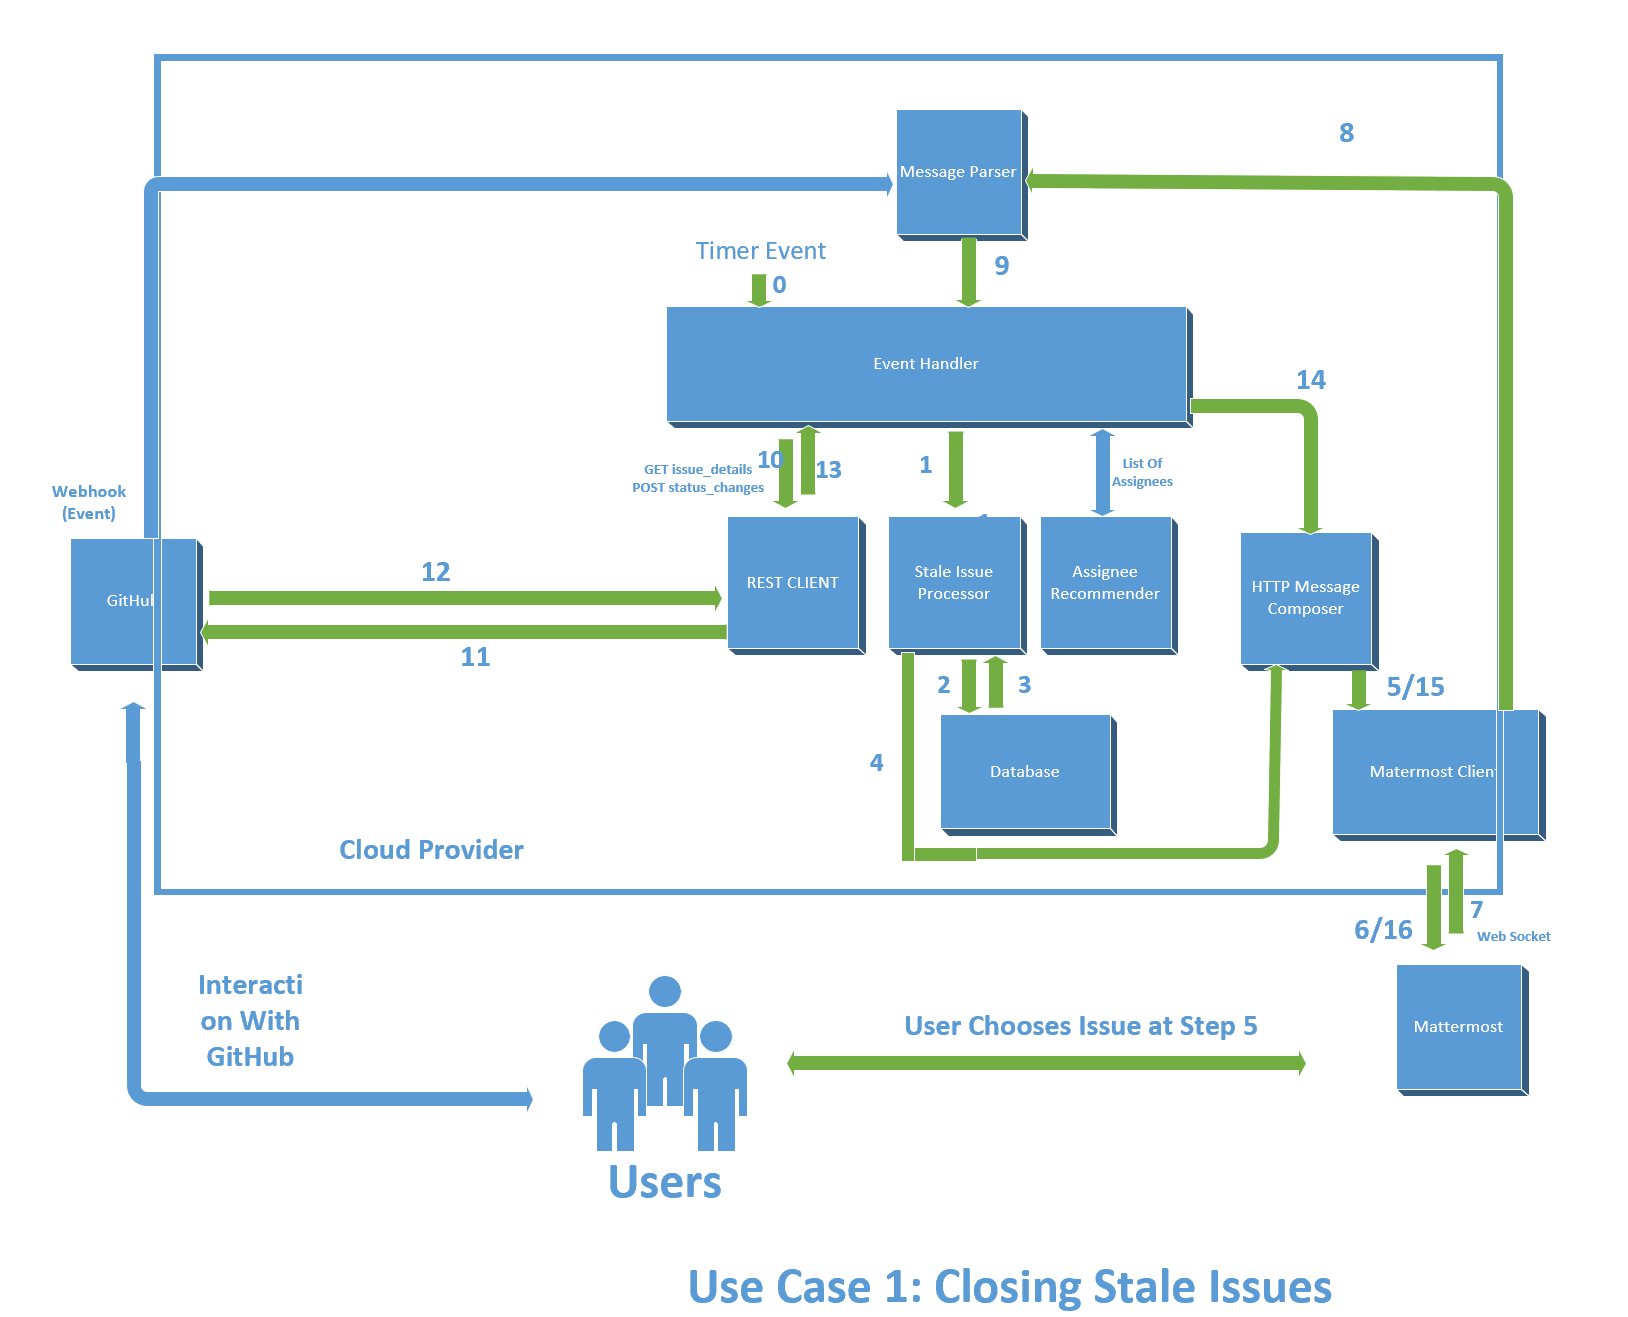 8
Message Parser
Timer Event
0
9
Event Handler
14
GET issue_details
POST status_changes
10
13
1
List Of
Assignees
Webhook
(Event)
GitHub
12
11
REST CLIENT
Stale Issue
Processor
Assignee
Recommender
HTTP Message
Composer
2
3
5/15
4
Database
Matermost Client
Cloud Provider
6/16
7
Web Socket
Interacti
on With
GitHub
User Chooses Issue at Step 5
Mattermost
Users
Use Case 1: Closing Stale Issues